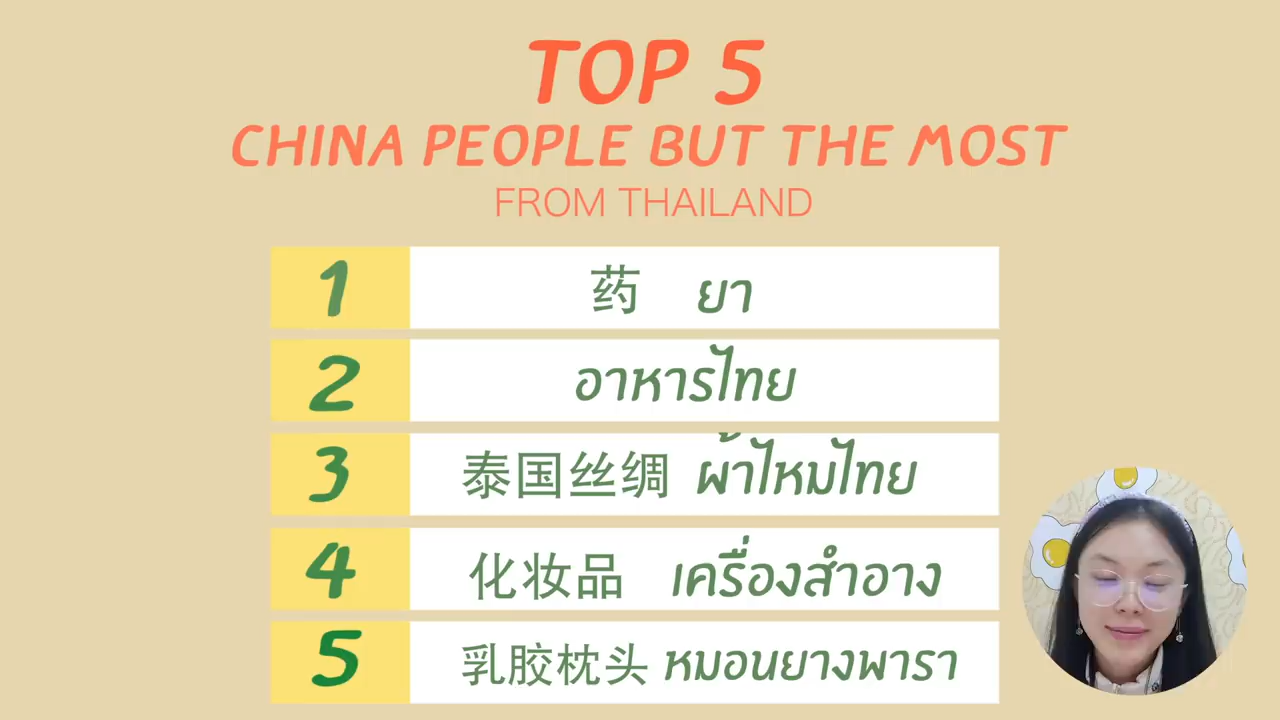 TOP 5
CHINA PEOPLE BUT THE MOST
FROM THAILAND
1 药 ยา
2 อาหารไทย
3 泰国丝绸 ผ้าไหมไทย
4 化妆品 เครื่องสำอาง
5 乳胶枕头 หมอนยางพารา